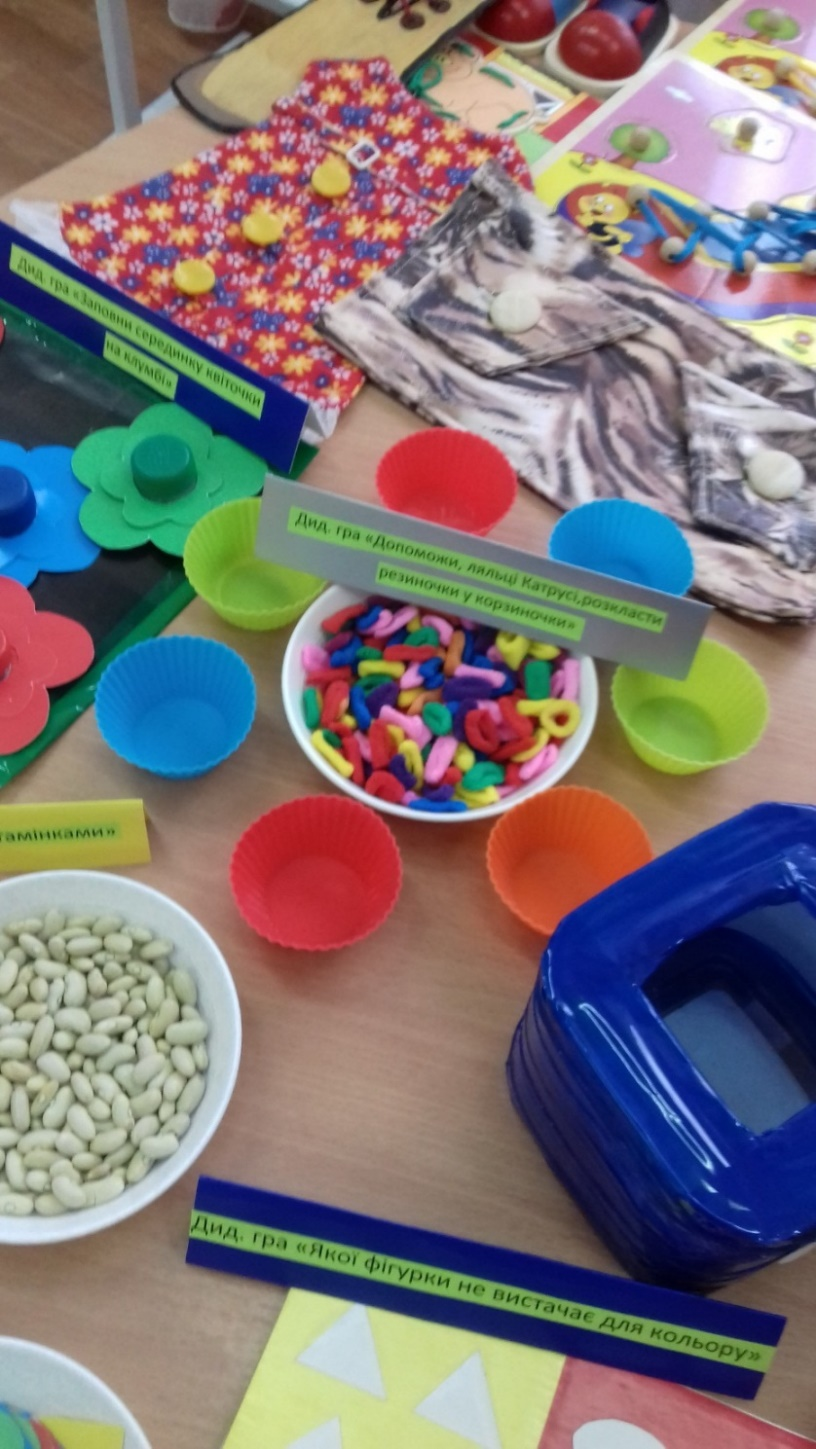 Дид. гра «Заповни серединку квіточки
на клумбі»
Дид. гра «Допоможи, ляльці Катрусі,розкласти
резиночки у корзиночки»
Дид. гра «Якої фігурки не вистачає для кольору»